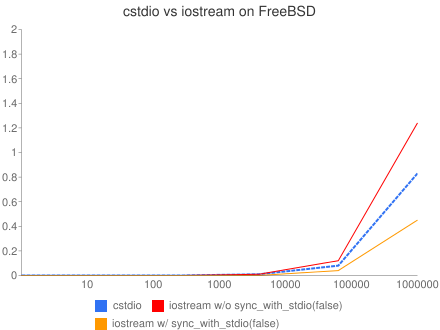 cstdio vs iostream on FreeBSD
2
1.8
1.6
1.4
1.2
1
0.8
0.6
0.4
0.2
0
10 100 1000 10000 100000 1000000
cstdio iostream w/o sync_with_stdio(false)
iostream w/ sync_with_stdio(false)